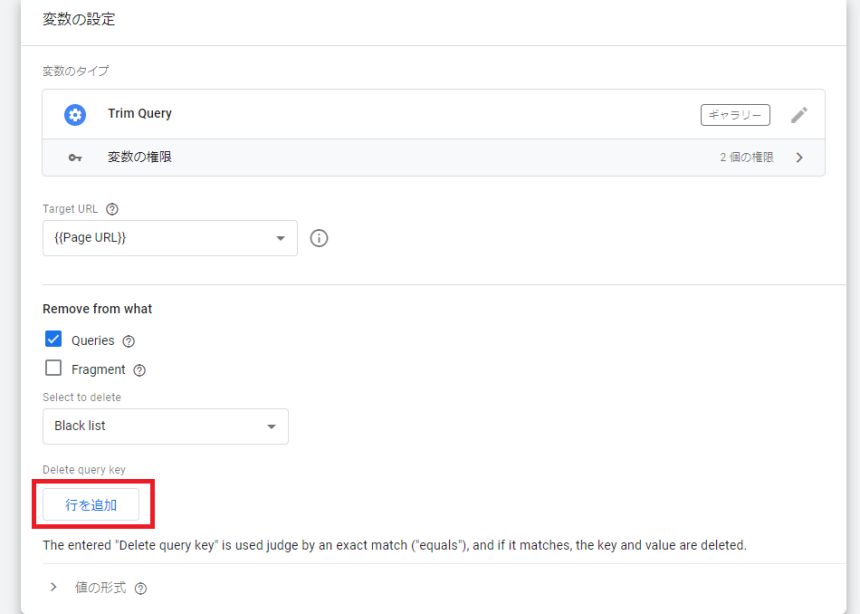 変数の設定
変数のタイプ
Trim Query
ギャラリー
変数の権限
2 個の権限
Target URL
{{Page URL}}
Remove from what
Queries
Fragment
Select to delete
Black list
Delete query key
行を追加
The entered "Delete query key" is used judge by an exact match ("equals"), and if it matches, the key and value are deleted.
値の形式